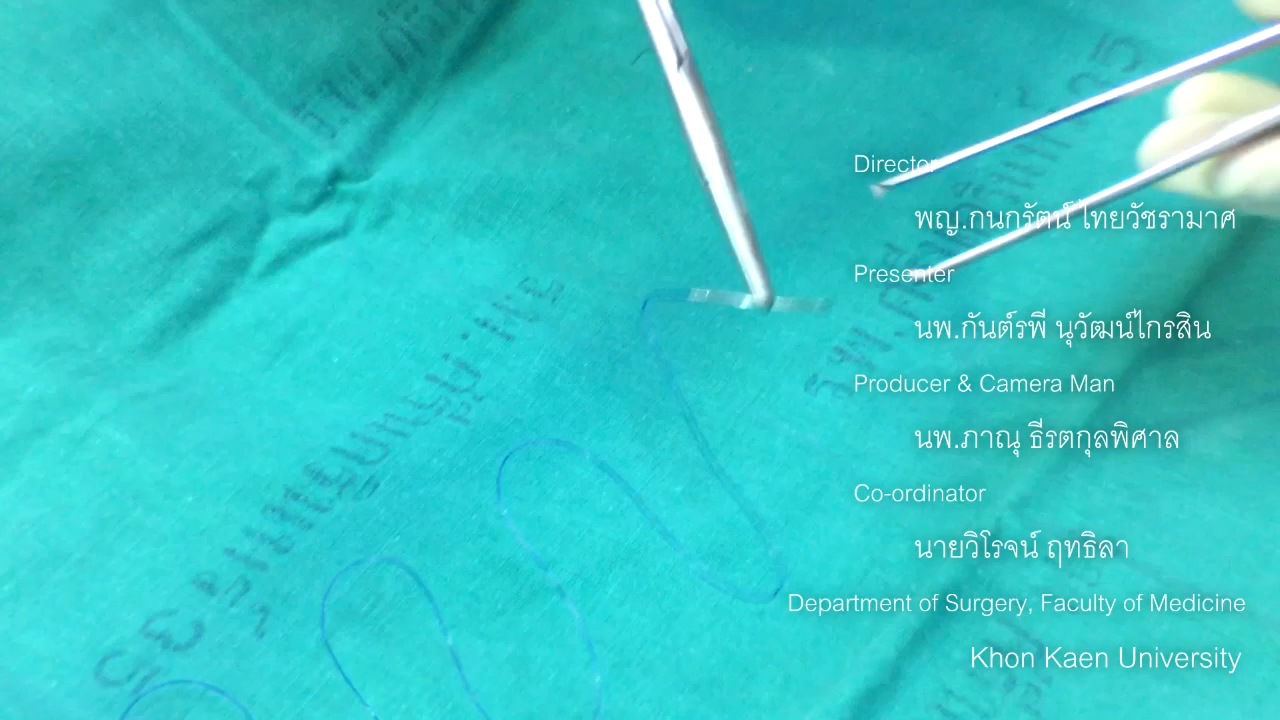 Director
พญ.กนกรัตน์ ไทยวัชรามาศ
Presenter
นพ.กันต์รพี นุวัฒน์ไกรสิน
Producer & Camera Man
นพ.ภาณุ ธีรตกุลพิศาล
Co-ordinator
นายวิโรจน์ ฤทธิลา
Department of Surgery, Faculty of Medicine
Khon Kaen University